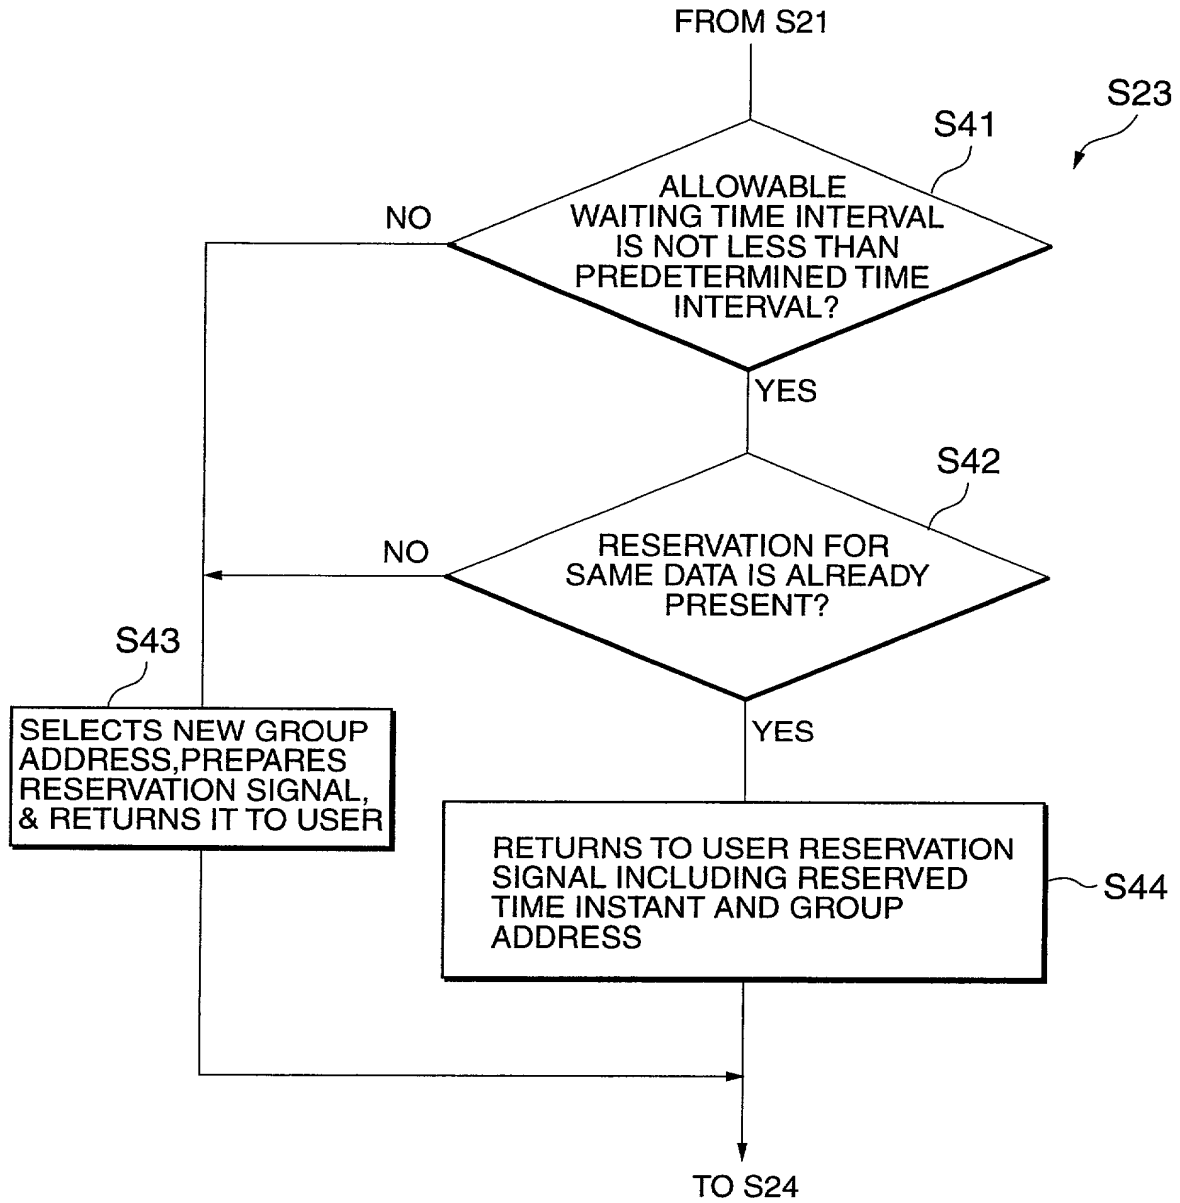 FROM S21
S23
S41
ALLOWABLE
WAITING TIME INTERVAL
IS NOT LESS THAN
PREDETERMINED TIME
INTERVAL?
NO
YES
S42
RESERVATION FOR
SAME DATA IS ALREADY
PRESENT?
NO
YES
S43
SELECTS NEW GROUP
ADDRESS,PREPARES
RESERVATION SIGNAL,
& RETURNS IT TO USER
RETURNS TO USER RESERVATION
SIGNAL INCLUDING RESERVED
TIME INSTANT AND GROUP
ADDRESS
S44
TO S24